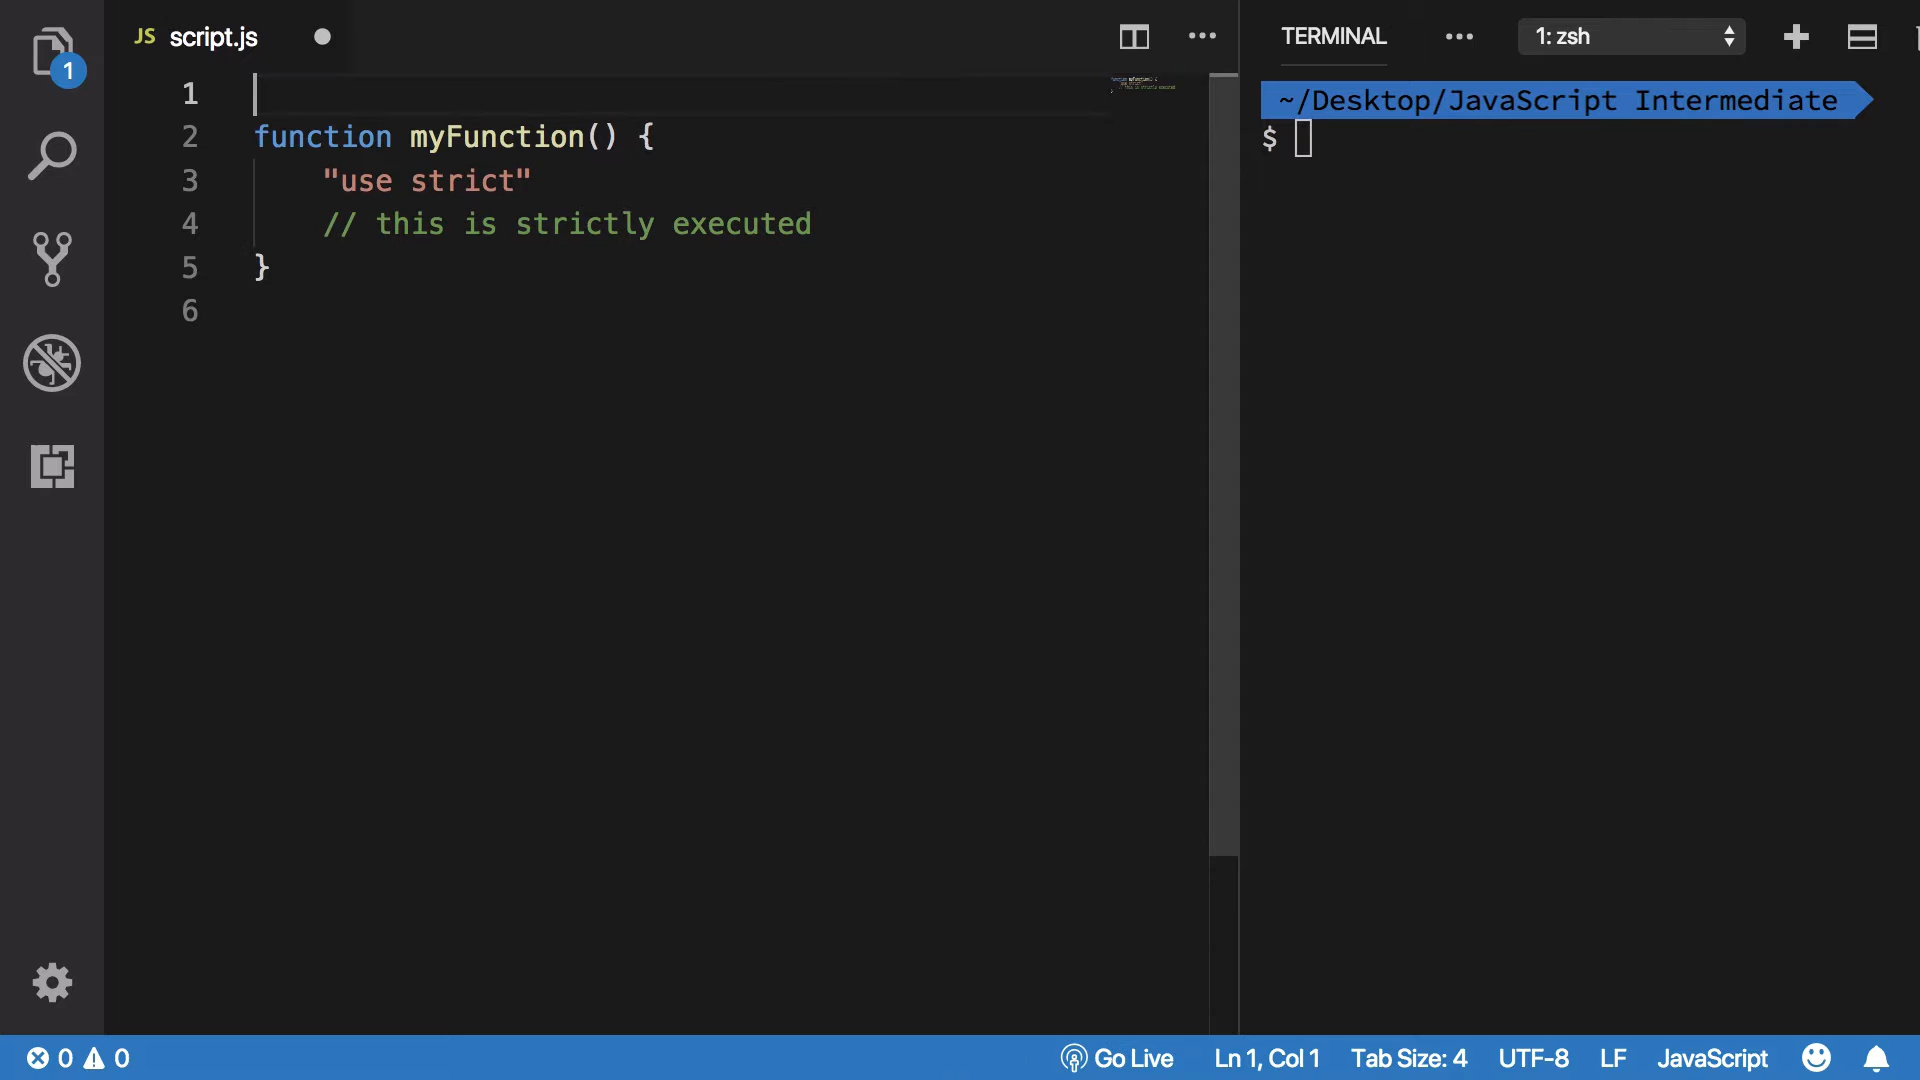 JS script.js
1
TERMINAL
1: zsh
1
2 function myFunction() {
3 "use strict"
4 // this is strictly executed
5 }
6
~/Desktop/JavaScript Intermediate
$
0 0
Go Live
Ln 1, Col 1
Tab Size: 4
UTF-8
LF
JavaScript